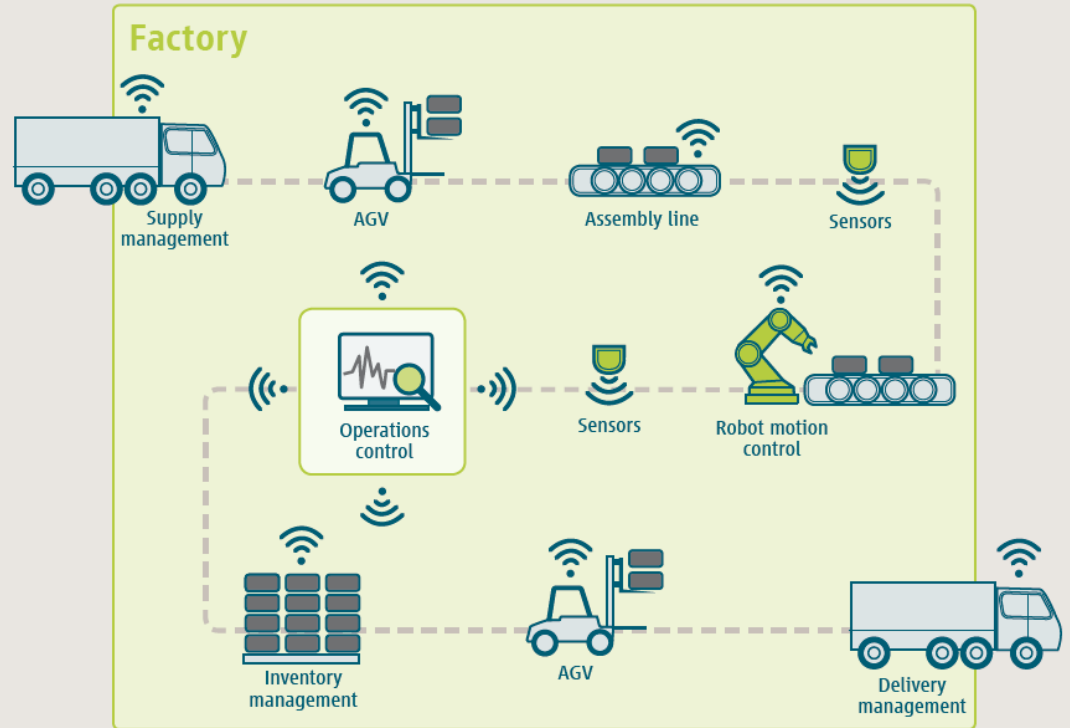 Factory
Supply
management
AGV
Assembly line
Sensors
Operations
control
Sensors
Robot motion
control
Inventory
management
AGV
Delivery
management